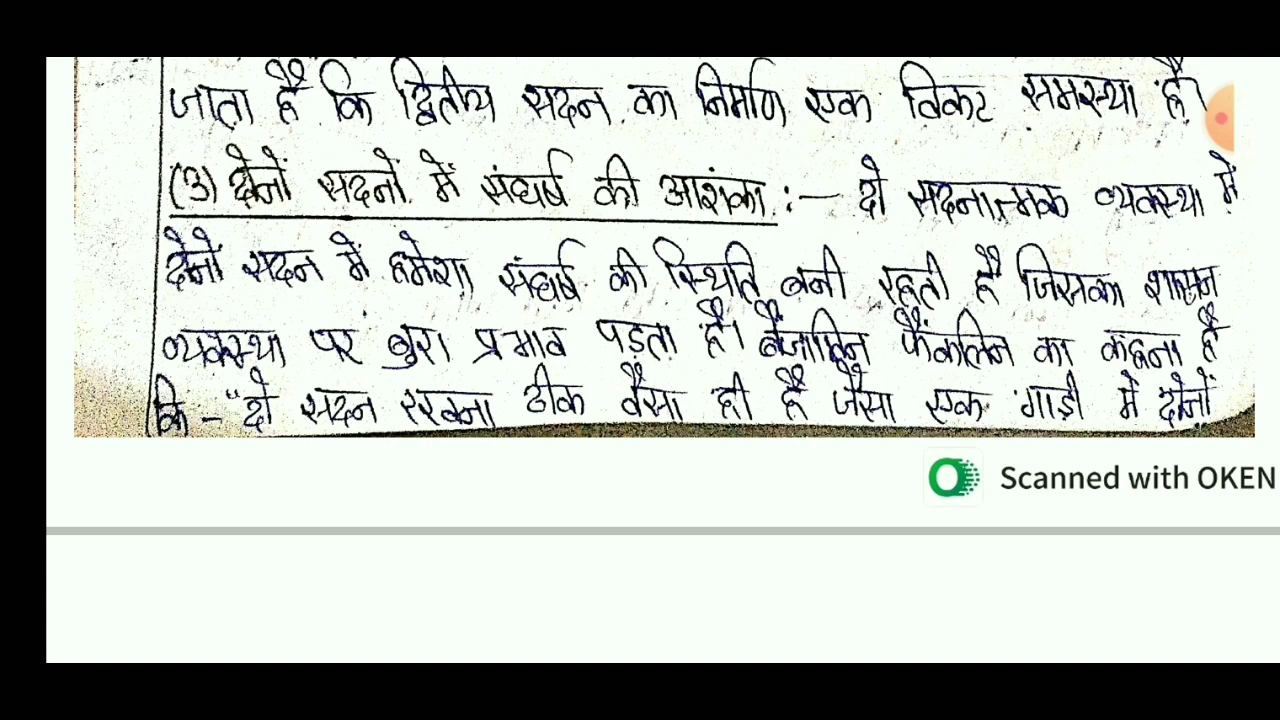 जाता है कि द्वितीय सदन का निर्माण एक विकट समस्या है।
(3) दोनों सदनों में संघर्ष की आशंका :— दो सदनात्मक व्यवस्था में
दोनों सदन में हमेशा संघर्ष की स्थिति बनी रहती है जिसका शासन
व्यवस्था पर बुरा प्रभाव पड़ता है। बैंजामिन फैंकलिन का कहना है
कि - "दो सदन रखना ठीक वैसा ही है जैसा एक गाड़ी में दोनों
Scanned with OKEN